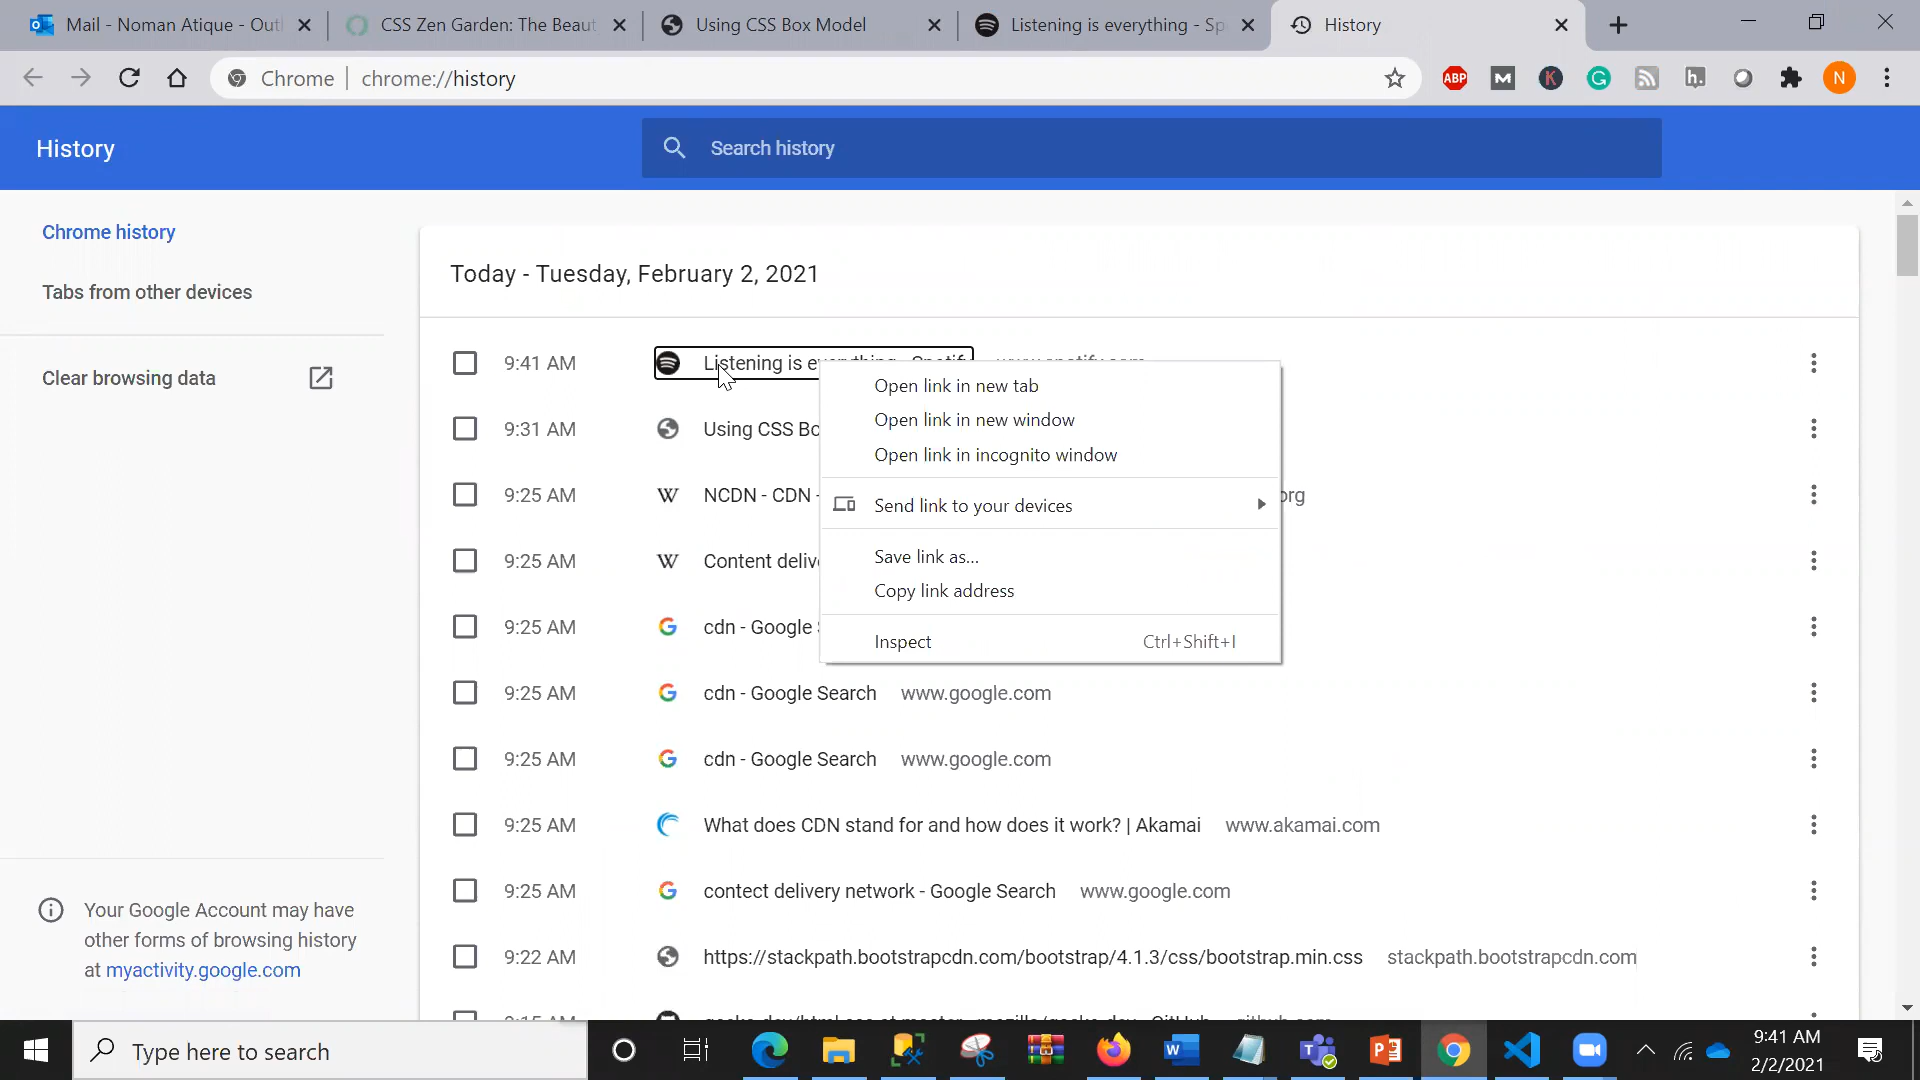 Mail - Noman Atique - Out
CSS Zen Garden: The Beaut
Using CSS Box Model
Listening is everything - Sp
History
Chrome
chrome://history
ABP
N
History
Search history
Chrome history
Tabs from other devices
Clear browsing data
Your Google Account may have
other forms of browsing history
at myactivity.google.com
Today - Tuesday, February 2, 2021
9:41 AM Listening is everything - Spotify www.spotify.com
9:31 AM Using CSS Bo
9:25 AM NCDN - CDN - org
9:25 AM Content deliv
9:25 AM cdn - Google
9:25 AM cdn - Google Search www.google.com
9:25 AM cdn - Google Search www.google.com
9:25 AM What does CDN stand for and how does it work? | Akamai www.akamai.com
9:25 AM contect delivery network - Google Search www.google.com
9:22 AM https://stackpath.bootstrapcdn.com/bootstrap/4.1.3/css/bootstrap.min.css stackpath.bootstrapcdn.com
Open link in new tab
Open link in new window
Open link in incognito window
Send link to your devices
Save link as...
Copy link address
Inspect Ctrl+Shift+I
Type here to search
9:41 AM
2/2/2021